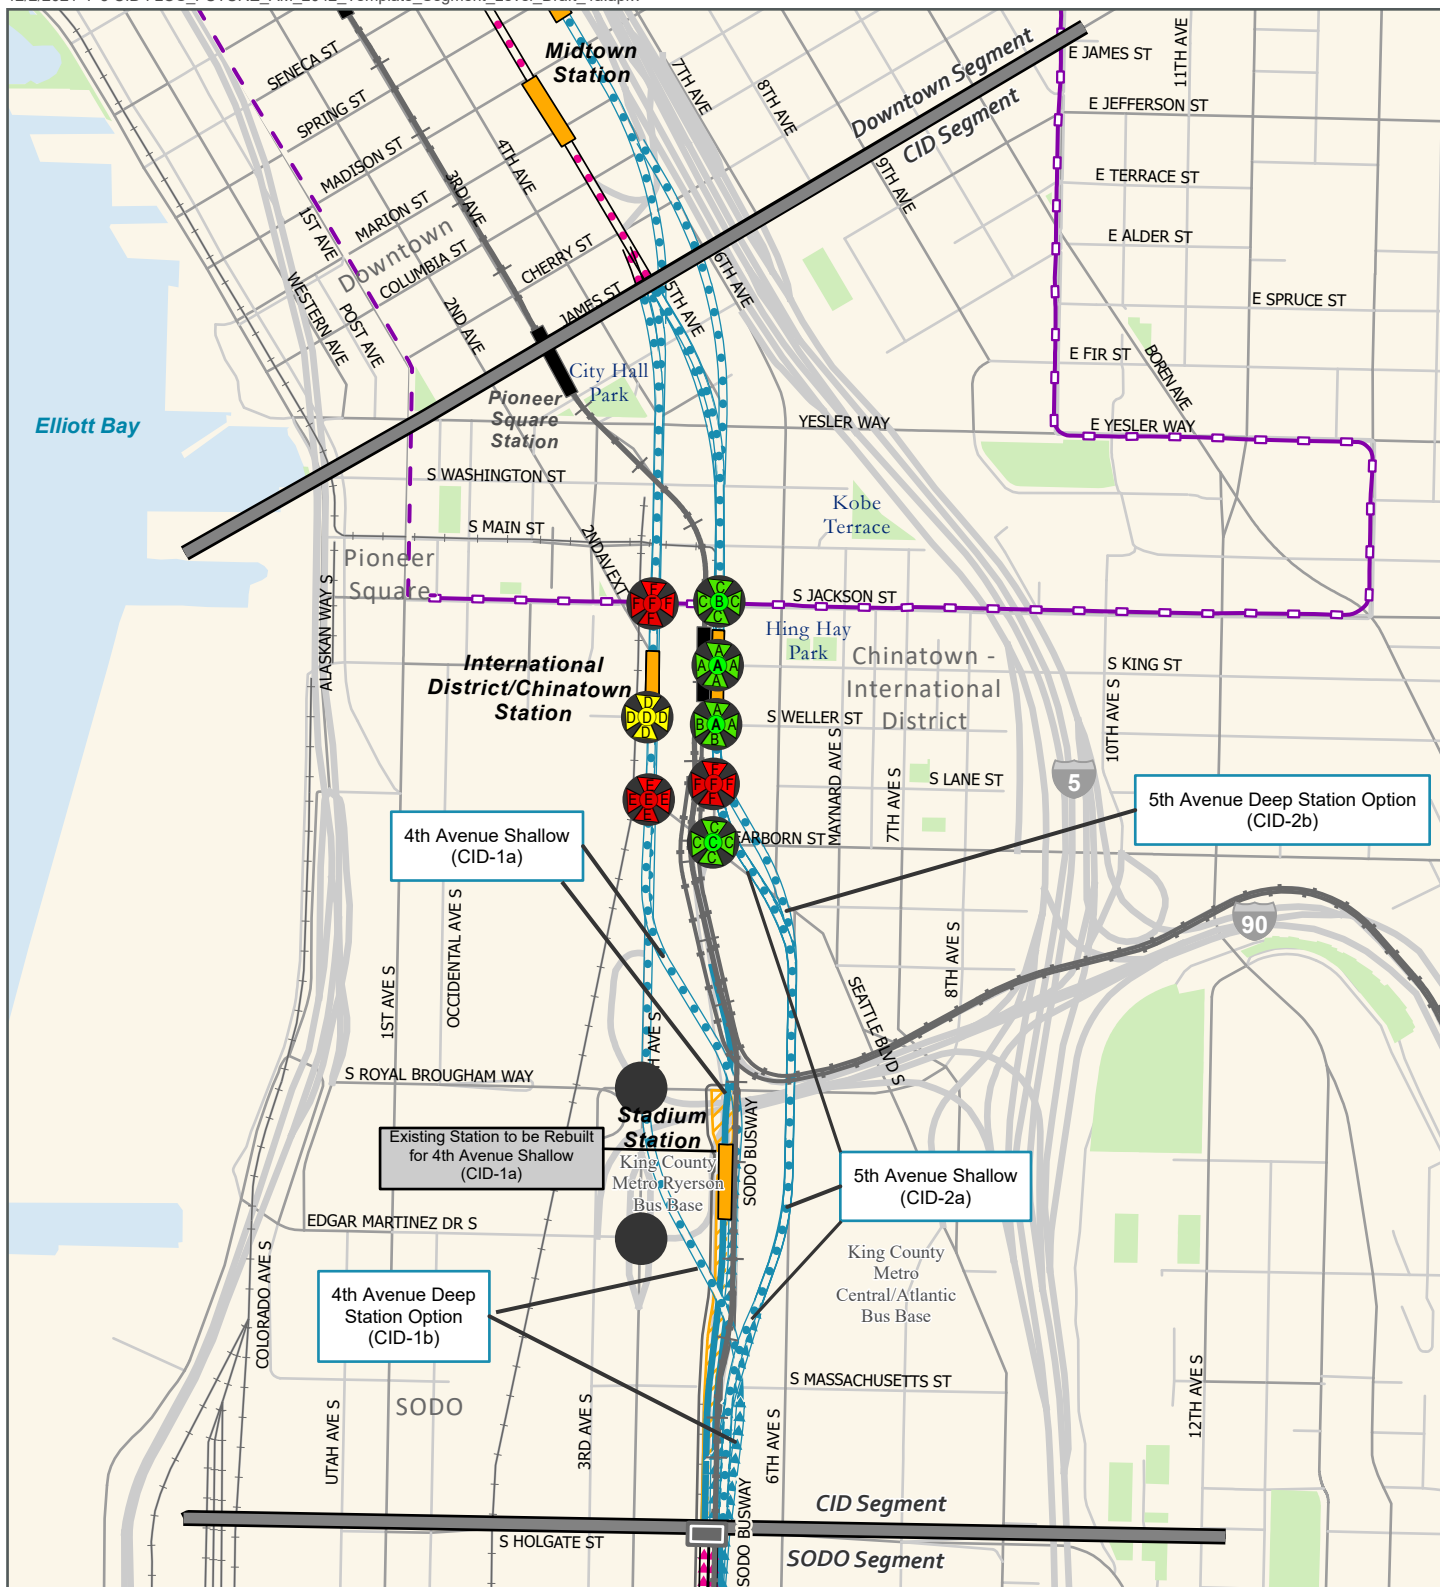 Midtown
Station
SENECA ST
SPRING ST
MADISON ST
MARION ST
COLUMBIA ST
CHERRY ST
JAMES ST
1ST AVE
WESTERN AVE
POST AVE
2ND AVE
3RD AVE
4TH AVE
5TH AVE
6TH AVE
7TH AVE
8TH AVE
9TH AVE
11TH AVE
Downtown
Downtown Segment
CID Segment
E JAMES ST
E JEFFERSON ST
E TERRACE ST
E ALDER ST
E SPRUCE ST
E FIR ST
BOREN AVE
E YESLER WAY
YESLER WAY
Elliott Bay
City Hall
Park
Pioneer
Square
Station
S WASHINGTON ST
S MAIN ST
2ND AV EXT
Kobe
Terrace
Pioneer
Square
ALASKAN WAY S
S JACKSON ST
E
F F F
E
C
C B C
C
Hing Hay
Park
Chinatown -
International
District
International
District/Chinatown
Station
A
A A A
A
S KING ST
D
D D D
D
A
B A A
B
S WELLER ST
MAYNARD AVE S
7TH AVE S
10TH AVE S
S LANE ST
5
F
F F F
F
E
E E E
E
C
C C C
C
EARBORN ST
4th Avenue Shallow
(CID-1a)
5th Avenue Deep Station Option
(CID-2b)
90
1ST AVE S
OCCIDENTAL AVE S
8TH AVE S
SEATTLE BLVD S
H AVE S
S ROYAL BROUGHAM WAY
Stadium
Station
Existing Station to be Rebuilt
for 4th Avenue Shallow
(CID-1a)
King County
Metro Ryerson
Bus Base
SODO BUSWAY
5th Avenue Shallow
(CID-2a)
EDGAR MARTINEZ DR S
COLORADO AVE S
King County
Metro
Central/Atlantic
Bus Base
4th Avenue Deep
Station Option
(CID-1b)
S MASSACHUSETTS ST
SODO
UTAH AVE S
3RD AVE S
6TH AVE S
12TH AVE S
SODO BUSWAY
CID Segment
S HOLGATE ST
SODO Segment